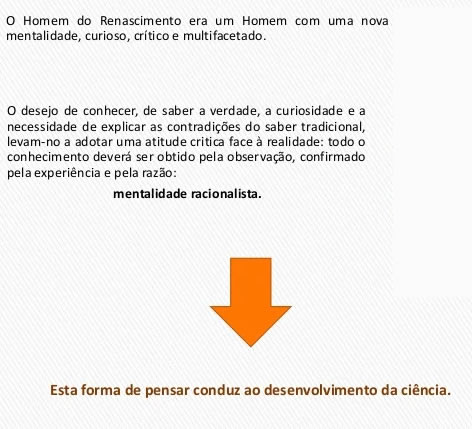 O Homem do Renascimento era um Homem com uma nova
mentalidade, curioso, crítico e multifacetado.
O desejo de conhecer, de saber a verdade, a curiosidade e a
necessidade de explicar as contradições do saber tradicional,
levam-no a adotar uma atitude critica face à realidade: todo o
conhecimento deverá ser obtido pela observação, confirmado
pela experiência e pela razão:
mentalidade racionalista.
Esta forma de pensar conduz ao desenvolvimento da ciência.